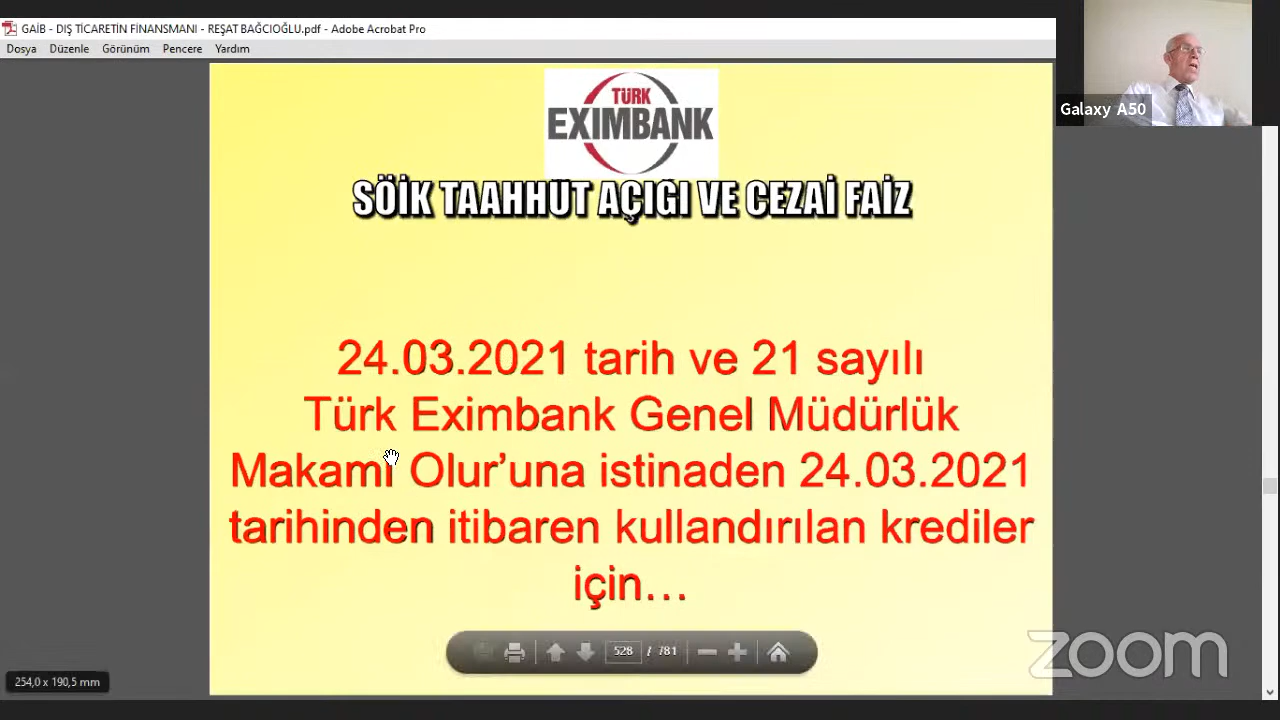 GAİB - DIŞ TİCARETİN FİNANSMANI - REŞAT BAĞCIOĞLU.pdf - Adobe Acrobat Pro
Dosya Düzenle Görünüm Pencere Yardım
Galaxy A50
TÜRK
EXIMBANK
SÖİK TAAHHÜT AÇIĞI VE CEZAİ FAİZ
24.03.2021 tarih ve 21 sayılı
Türk Eximbank Genel Müdürlük
Makamı Olur’una istinaden 24.03.2021
tarihinden itibaren kullandırılan krediler
için…
528 / 781
zoom
254,0 x 190,5 mm